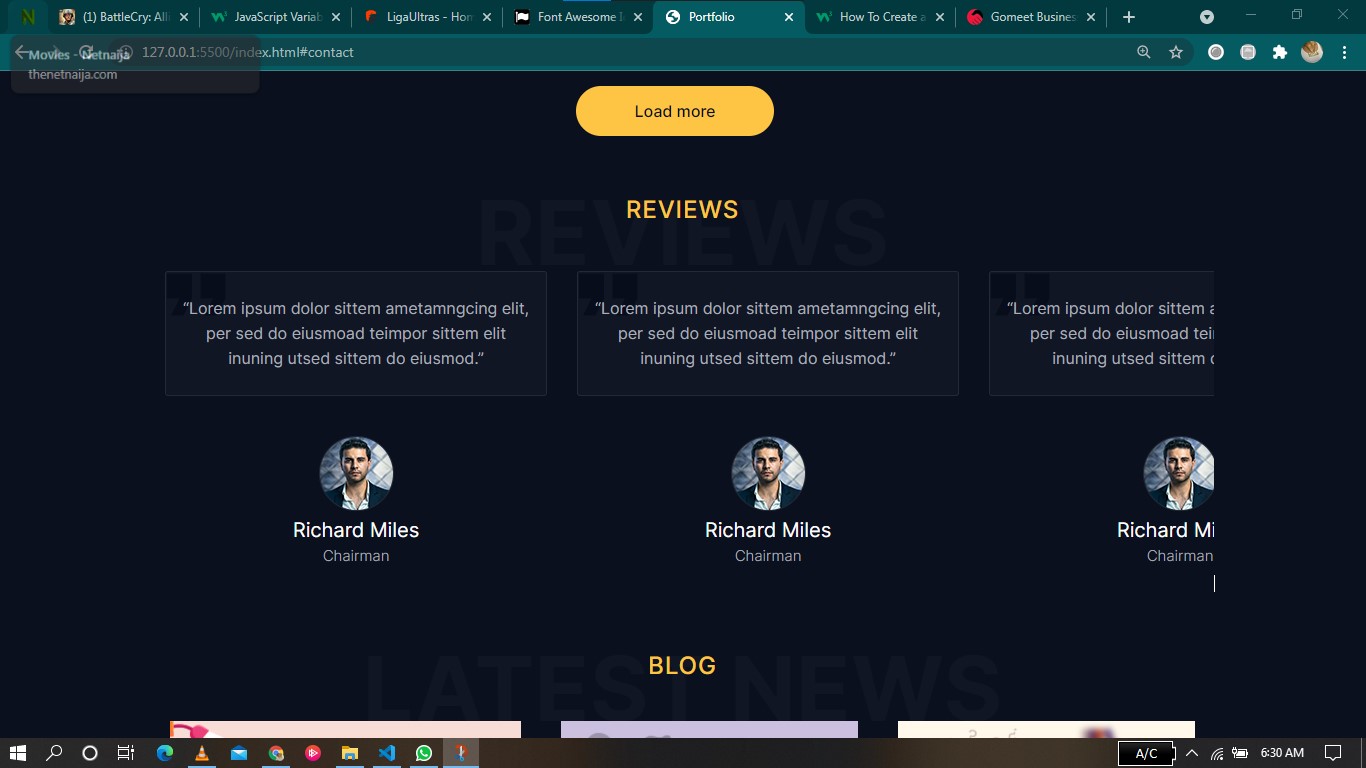 (1) BattleCry: Alli
JavaScript Variab
LigaUltras - Hom
Font Awesome I
Portfolio
How To Create a
Gomeet Busines
127.0.0.1:5500/index.html#contact
Movies - Netnaija
thenetnaija.com
Load more
REVIEWS
REVIEWS
“Lorem ipsum dolor sittem ametamngcing elit,
per sed do eiusmoad teimpor sittem elit
inuning utsed sittem do eiusmod.”
“Lorem ipsum dolor sittem ametamngcing elit,
per sed do eiusmoad teimpor sittem elit
inuning utsed sittem do eiusmod.”
“Lorem ipsum dolor sittem a
per sed do eiusmoad tei
inuning utsed sittem
Richard Miles
Chairman
Richard Miles
Chairman
Richard Mi
Chairman
LATEST NEWS
BLOG
A/C
6:30 AM